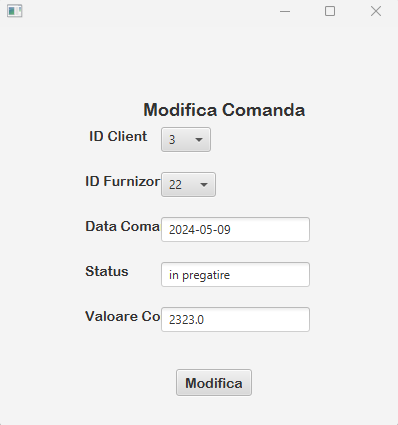 Modifica Comanda
ID Client 3
ID Furnizor 22
Data Coma 2024-05-09
Status in pregatire
Valoare Co 2323.0
Modifica